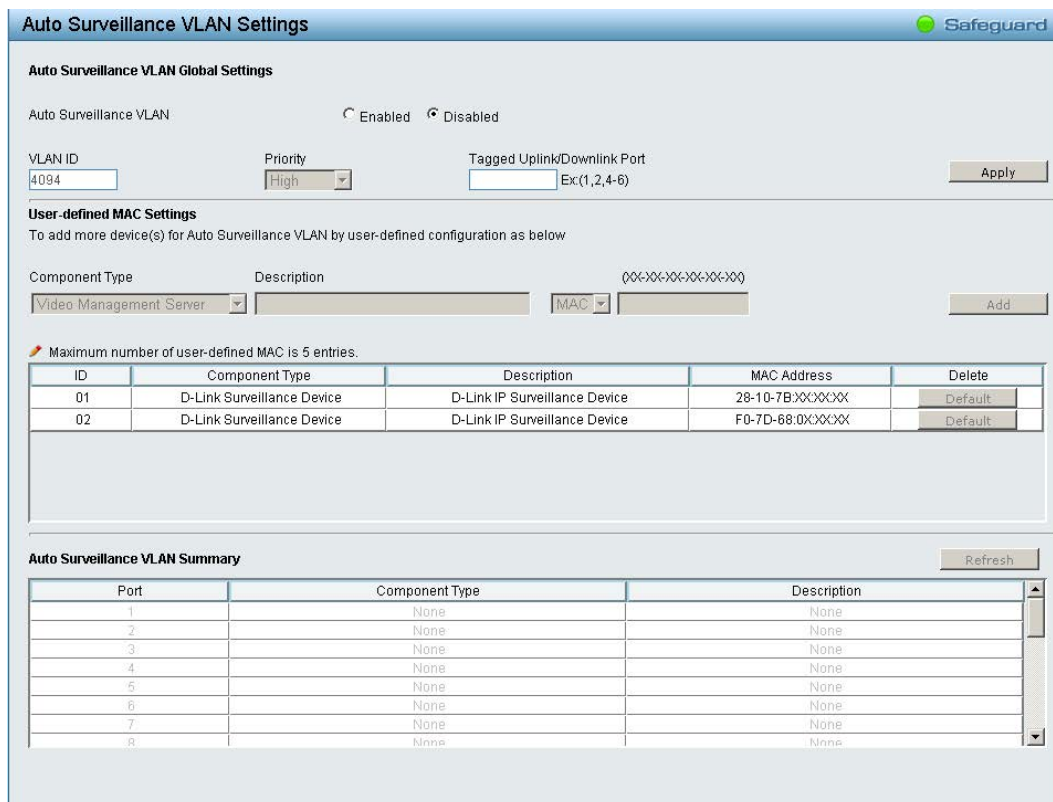 Auto Surveillance VLAN Settings
Safeguard
Auto Surveillance VLAN Global Settings
Auto Surveillance VLAN Enabled Disabled
VLAN ID Priority Tagged Uplink/Downlink Port
4094 High Ex:(1,2,4-6) Apply
User-defined MAC Settings
To add more device(s) for Auto Surveillance VLAN by user-defined configuration as below
Component Type Description (XX-XX-XX-XX-XX-XX)
Video Management Server MAC Add
Maximum number of user-defined MAC is 5 entries.
ID Component Type Description MAC Address Delete
01 D-Link Surveillance Device D-Link IP Surveillance Device 28-10-7B:XX:XX:XX Default
02 D-Link Surveillance Device D-Link IP Surveillance Device F0-7D-68:0X:XX:XX Default
Auto Surveillance VLAN Summary Refresh
Port Component Type Description
1 None None
2 None None
3 None None
4 None None
5 None None
6 None None
7 None None
8 None None